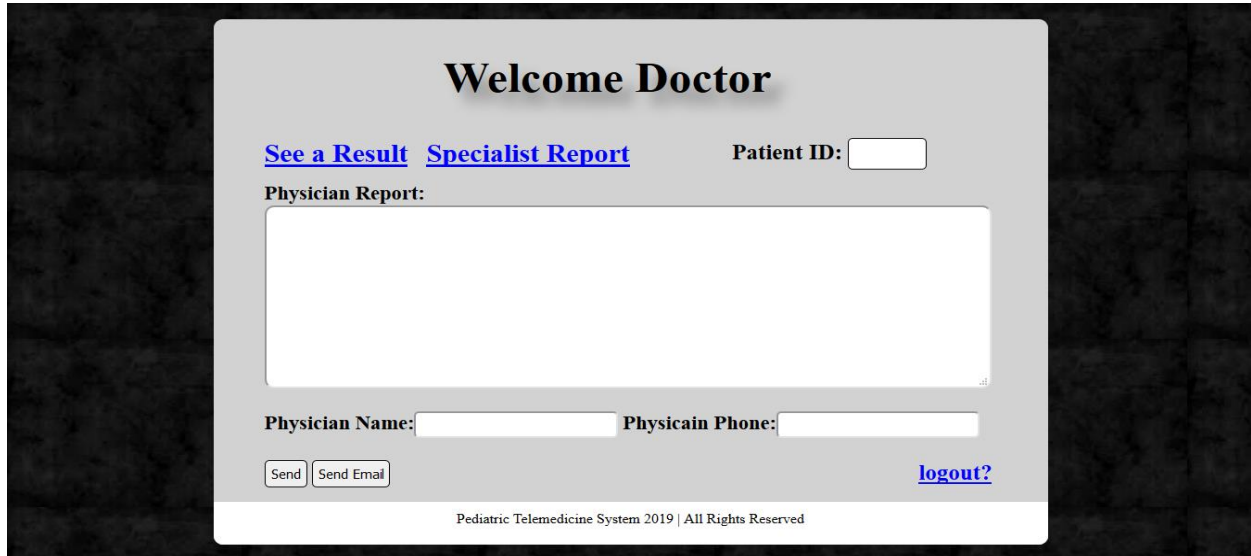 Welcome Doctor
See a Result Specialist Report Patient ID:
Physician Report:
Physician Name: Physicain Phone:
Send Send Email logout?
Pediatric Telemedicine System 2019 | All Rights Reserved